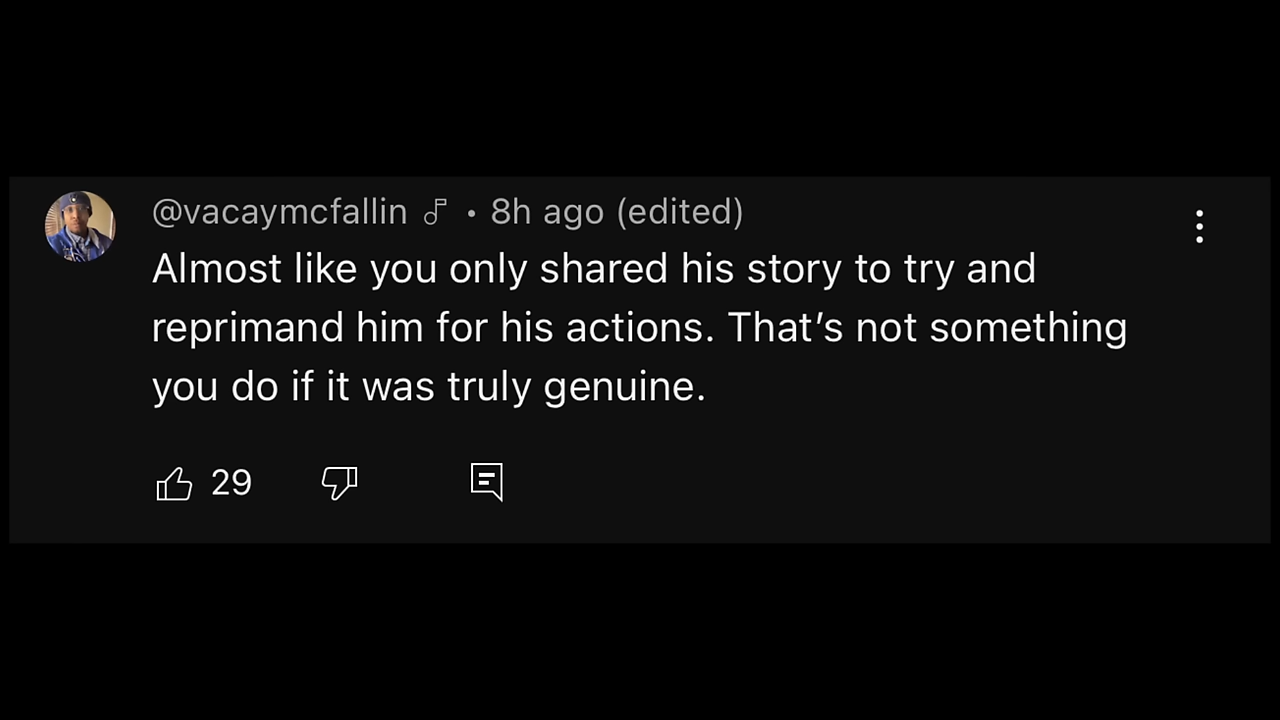 @vacaymcfallin • 8h ago (edited)
Almost like you only shared his story to try and
reprimand him for his actions. That’s not something
you do if it was truly genuine.
29